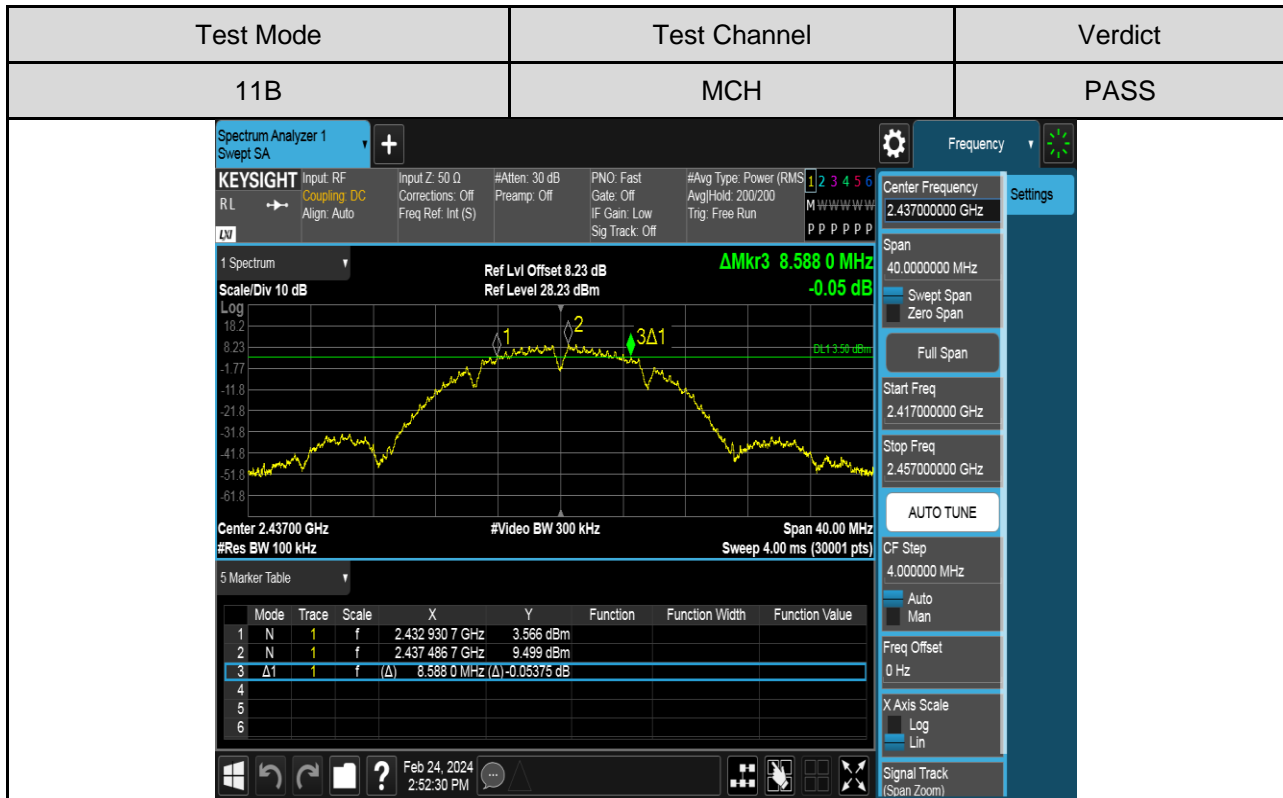 Test Mode Test Channel Verdict
11B MCH PASS
Spectrum Analyzer 1
Swept SA
+
Frequency
KEYSIGHT Input: RF Input Z: 50 Ω #Atten: 30 dB PNO: Fast #Avg Type: Power (RMS 1 2 3 4 5 6
RL Coupling: DC Corrections: Off Preamp: Off Gate: Off Avg|Hold: 200/200 M W W W W W
Align: Auto Freq Ref: Int (S) IF Gain: Low Trig: Free Run
LXI Sig Track: Off P P P P P P
Center Frequency
2.437000000 GHz
Settings
Span
40.0000000 MHz
Swept Span
Zero Span
Full Span
Start Freq
2.417000000 GHz
Stop Freq
2.457000000 GHz
AUTO TUNE
CF Step
4.000000 MHz
Auto
Man
Freq Offset
0 Hz
X Axis Scale
Log
Lin
Signal Track
(Span Zoom)
1 Spectrum Ref Lvl Offset 8.23 dB ΔMkr3 8.588 0 MHz
Scale/Div 10 dB Ref Level 28.23 dBm -0.05 dB
Log
18.2
8.23
-1.77
-11.8
-21.8
-31.8
-41.8
-51.8
-61.8
1
2
3Δ1
DL1 3.50 dBm
Center 2.43700 GHz #Video BW 300 kHz Span 40.00 MHz
#Res BW 100 kHz Sweep 4.00 ms (30001 pts)
5 Marker Table
Mode Trace Scale X Y Function Function Width Function Value
1 N 1 f 2.432 930 7 GHz 3.566 dBm
2 N 1 f 2.437 486 7 GHz 9.499 dBm
3 Δ1 1 f (Δ) 8.588 0 MHz (Δ) -0.05375 dB
4
5
6
? Feb 24, 2024
2:52:30 PM